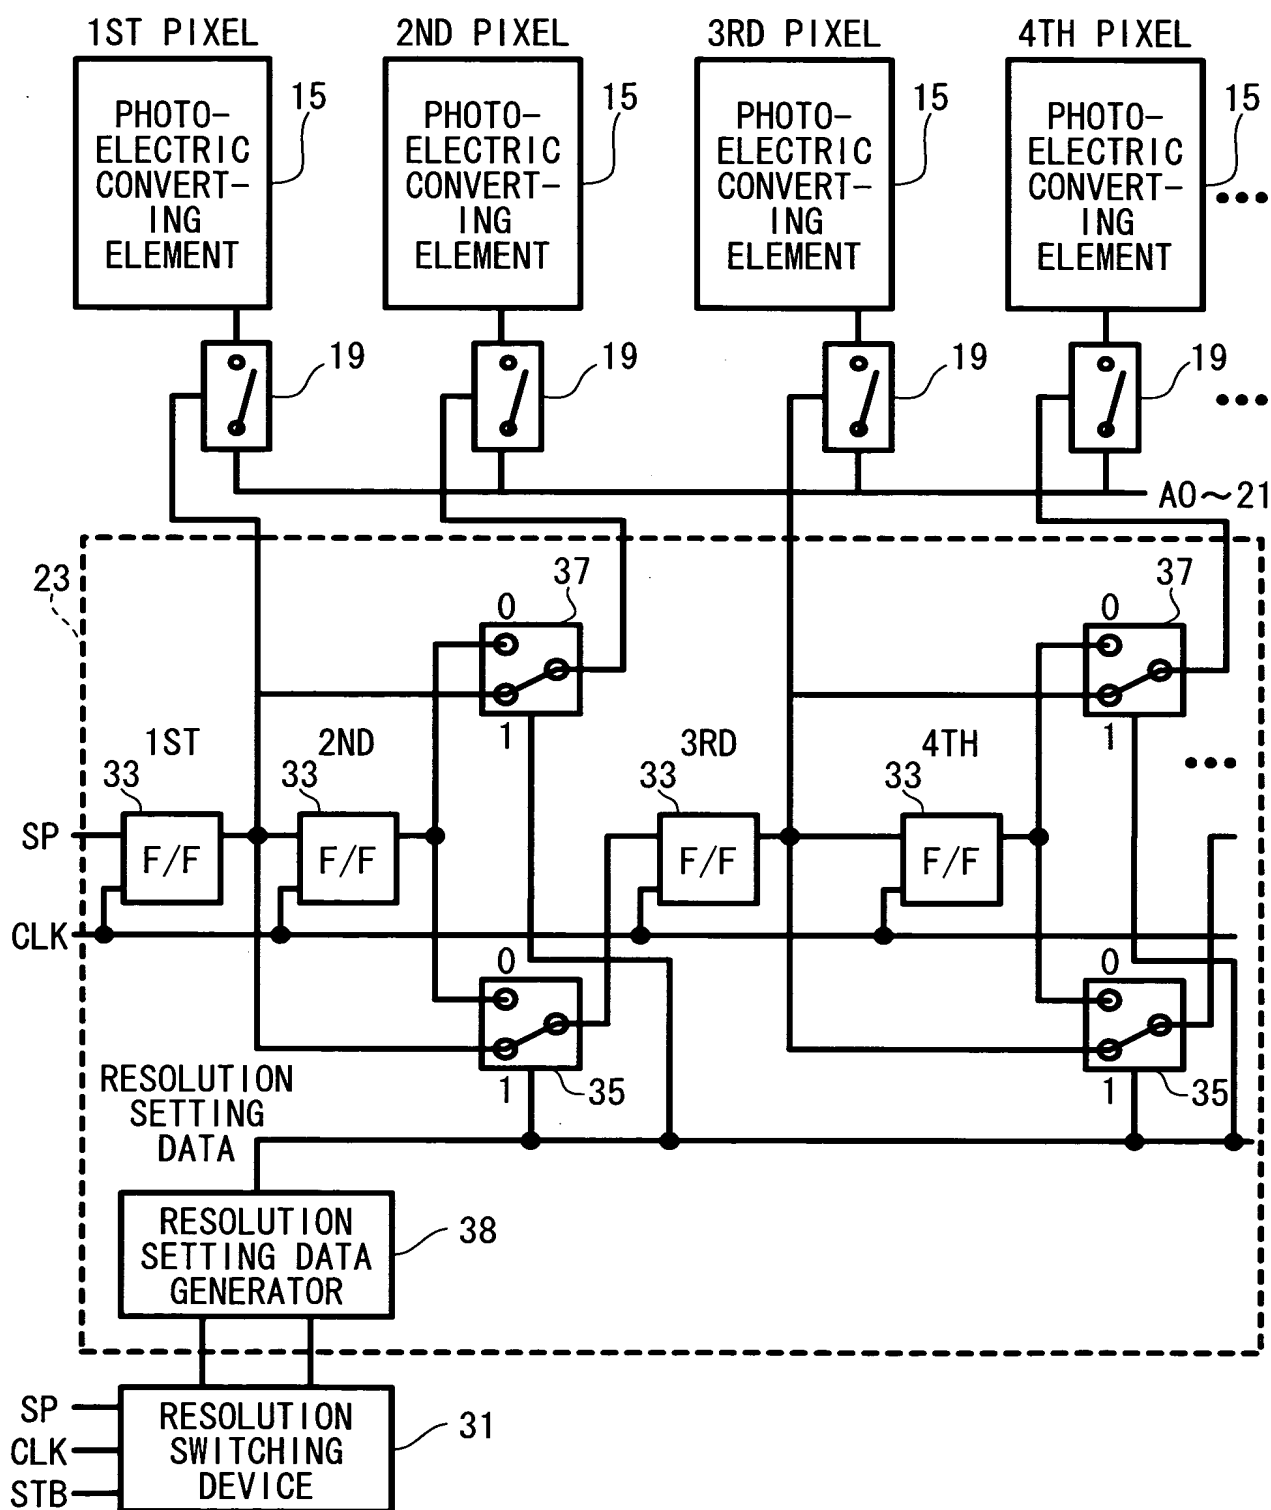 1ST PIXEL 2ND PIXEL 3RD PIXEL 4TH PIXEL
PHOTO-
ELECTRIC
CONVERT-
ING
ELEMENT
15
PHOTO-
ELECTRIC
CONVERT-
ING
ELEMENT
15
PHOTO-
ELECTRIC
CONVERT-
ING
ELEMENT
15
PHOTO-
ELECTRIC
CONVERT-
ING
ELEMENT
15
19 19 19 19
AO~21
23
37 37
0 0
1 1
1ST 2ND 3RD 4TH
33 33 33 33
SP F/F F/F F/F F/F
CLK
0 0
1 35 1 35
RESOLUTION
SETTING
DATA
RESOLUTION
SETTING DATA
GENERATOR
38
SP
CLK
STB
RESOLUTION
SWITCHING
DEVICE
31